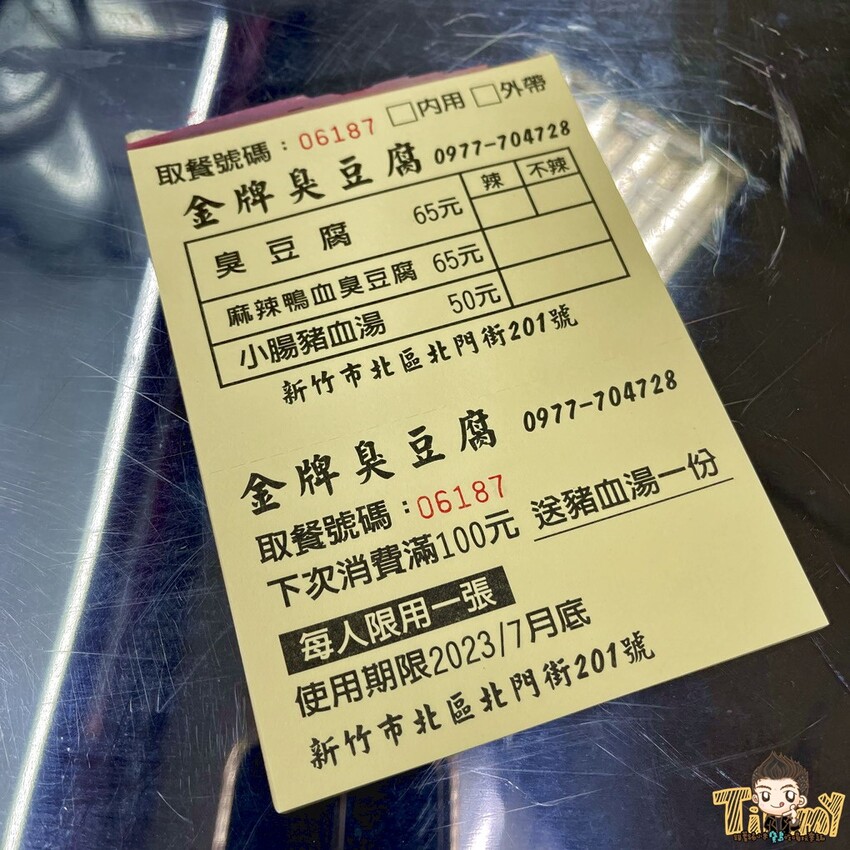 取餐號碼：06187 □内用 □外帶
金牌臭豆腐 0977-704728
辣 不辣
臭豆腐 65元
麻辣鴨血臭豆腐 65元
小腸豬血湯 50元
新竹市北區北門街201號
金牌臭豆腐 0977-704728
取餐號碼：06187
下次消費滿100元 送豬血湯一份
每人限用一張
使用期限2023/7月底
新竹市北區北門街201號